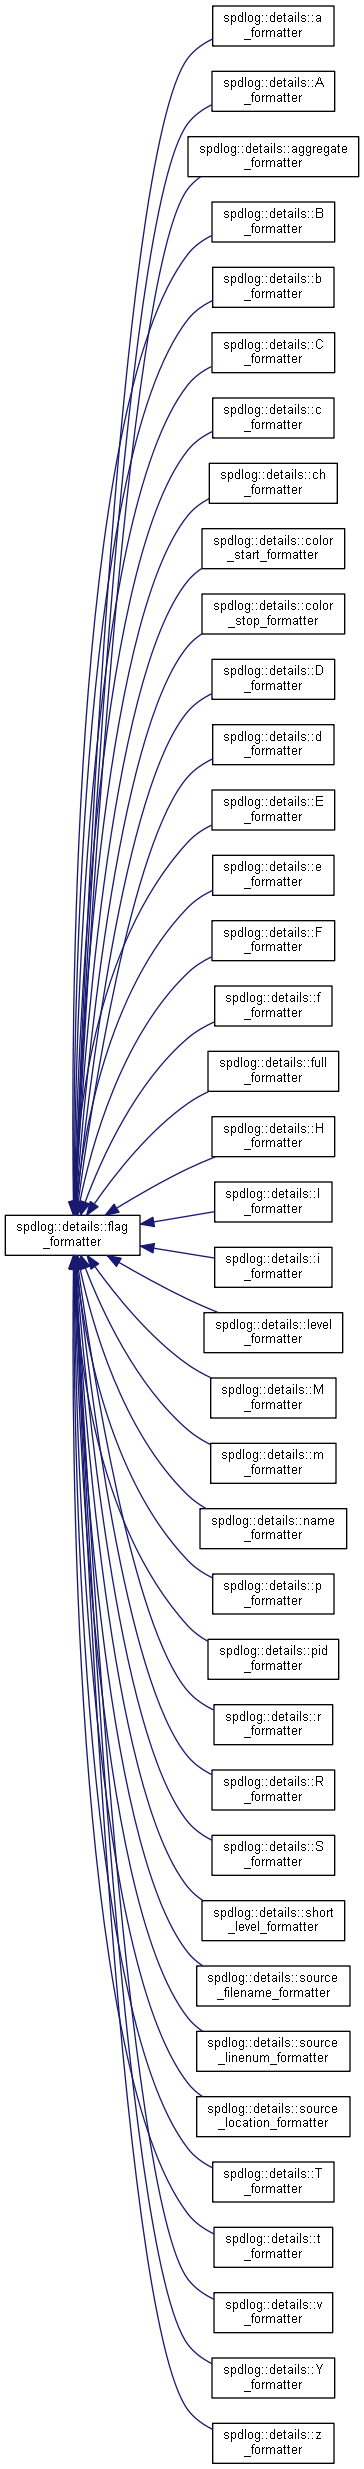 spdlog::details::a
_formatter
spdlog::details::A
_formatter
spdlog::details::aggregate
_formatter
spdlog::details::B
_formatter
spdlog::details::b
_formatter
spdlog::details::C
_formatter
spdlog::details::c
_formatter
spdlog::details::ch
_formatter
spdlog::details::color
_start_formatter
spdlog::details::color
_stop_formatter
spdlog::details::D
_formatter
spdlog::details::d
_formatter
spdlog::details::E
_formatter
spdlog::details::e
_formatter
spdlog::details::F
_formatter
spdlog::details::f
_formatter
spdlog::details::full
_formatter
spdlog::details::H
_formatter
spdlog::details::flag
_formatter
spdlog::details::I
_formatter
spdlog::details::i
_formatter
spdlog::details::level
_formatter
spdlog::details::M
_formatter
spdlog::details::m
_formatter
spdlog::details::name
_formatter
spdlog::details::p
_formatter
spdlog::details::pid
_formatter
spdlog::details::r
_formatter
spdlog::details::R
_formatter
spdlog::details::S
_formatter
spdlog::details::short
_level_formatter
spdlog::details::source
_filename_formatter
spdlog::details::source
_linenum_formatter
spdlog::details::source
_location_formatter
spdlog::details::T
_formatter
spdlog::details::t
_formatter
spdlog::details::v
_formatter
spdlog::details::Y
_formatter
spdlog::details::z
_formatter